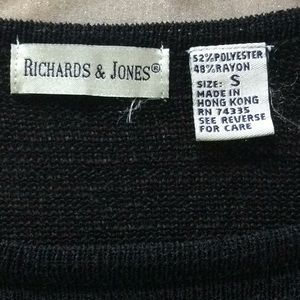 RICHARDS & JONES®
52% POLYESTER
48% RAYON
SIZE: S
MADE IN
HONG KONG
RN 74335
SEE REVERSE
FOR CARE